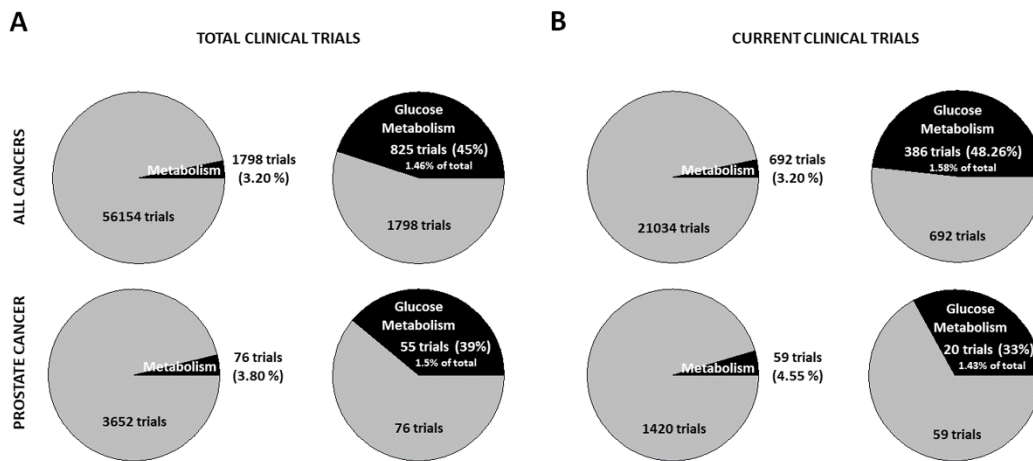 A
TOTAL CLINICAL TRIALS
B
CURRENT CLINICAL TRIALS
ALL CANCERS
Metabolism
1798 trials
(3.20 %)
56154 trials
Glucose
Metabolism
825 trials (45%)
1.46% of total
1798 trials
Metabolism
692 trials
(3.20 %)
21034 trials
Glucose
Metabolism
386 trials (48.26%)
1.58% of total
692 trials
PROSTATE CANCER
Metabolism
76 trials
(3.80 %)
3652 trials
Glucose
Metabolism
55 trials (39%)
1.5% of total
76 trials
Metabolism
59 trials
(4.55 %)
1420 trials
Glucose
Metabolism
20 trials (33%)
1.43% of total
59 trials